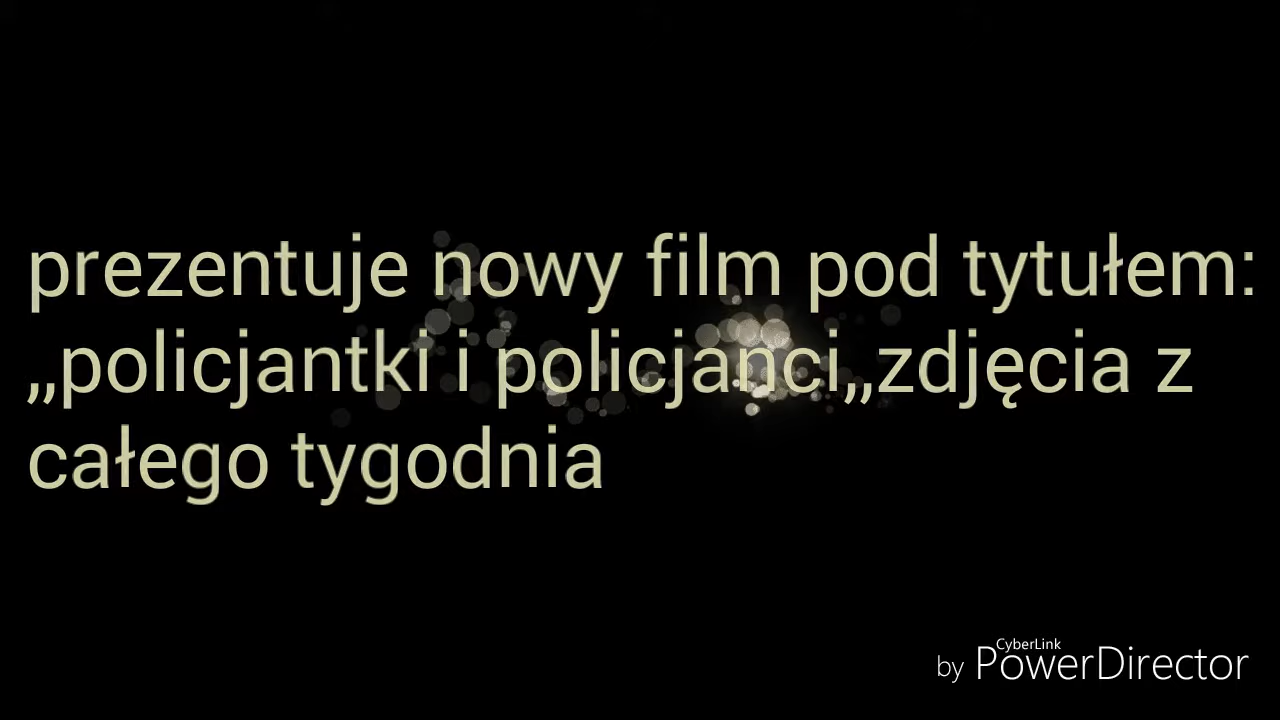 prezentuje nowy film pod tytułem:
„policjantki i policjanci„zdjęcia z
całego tygodnia
CyberLink
by PowerDirector